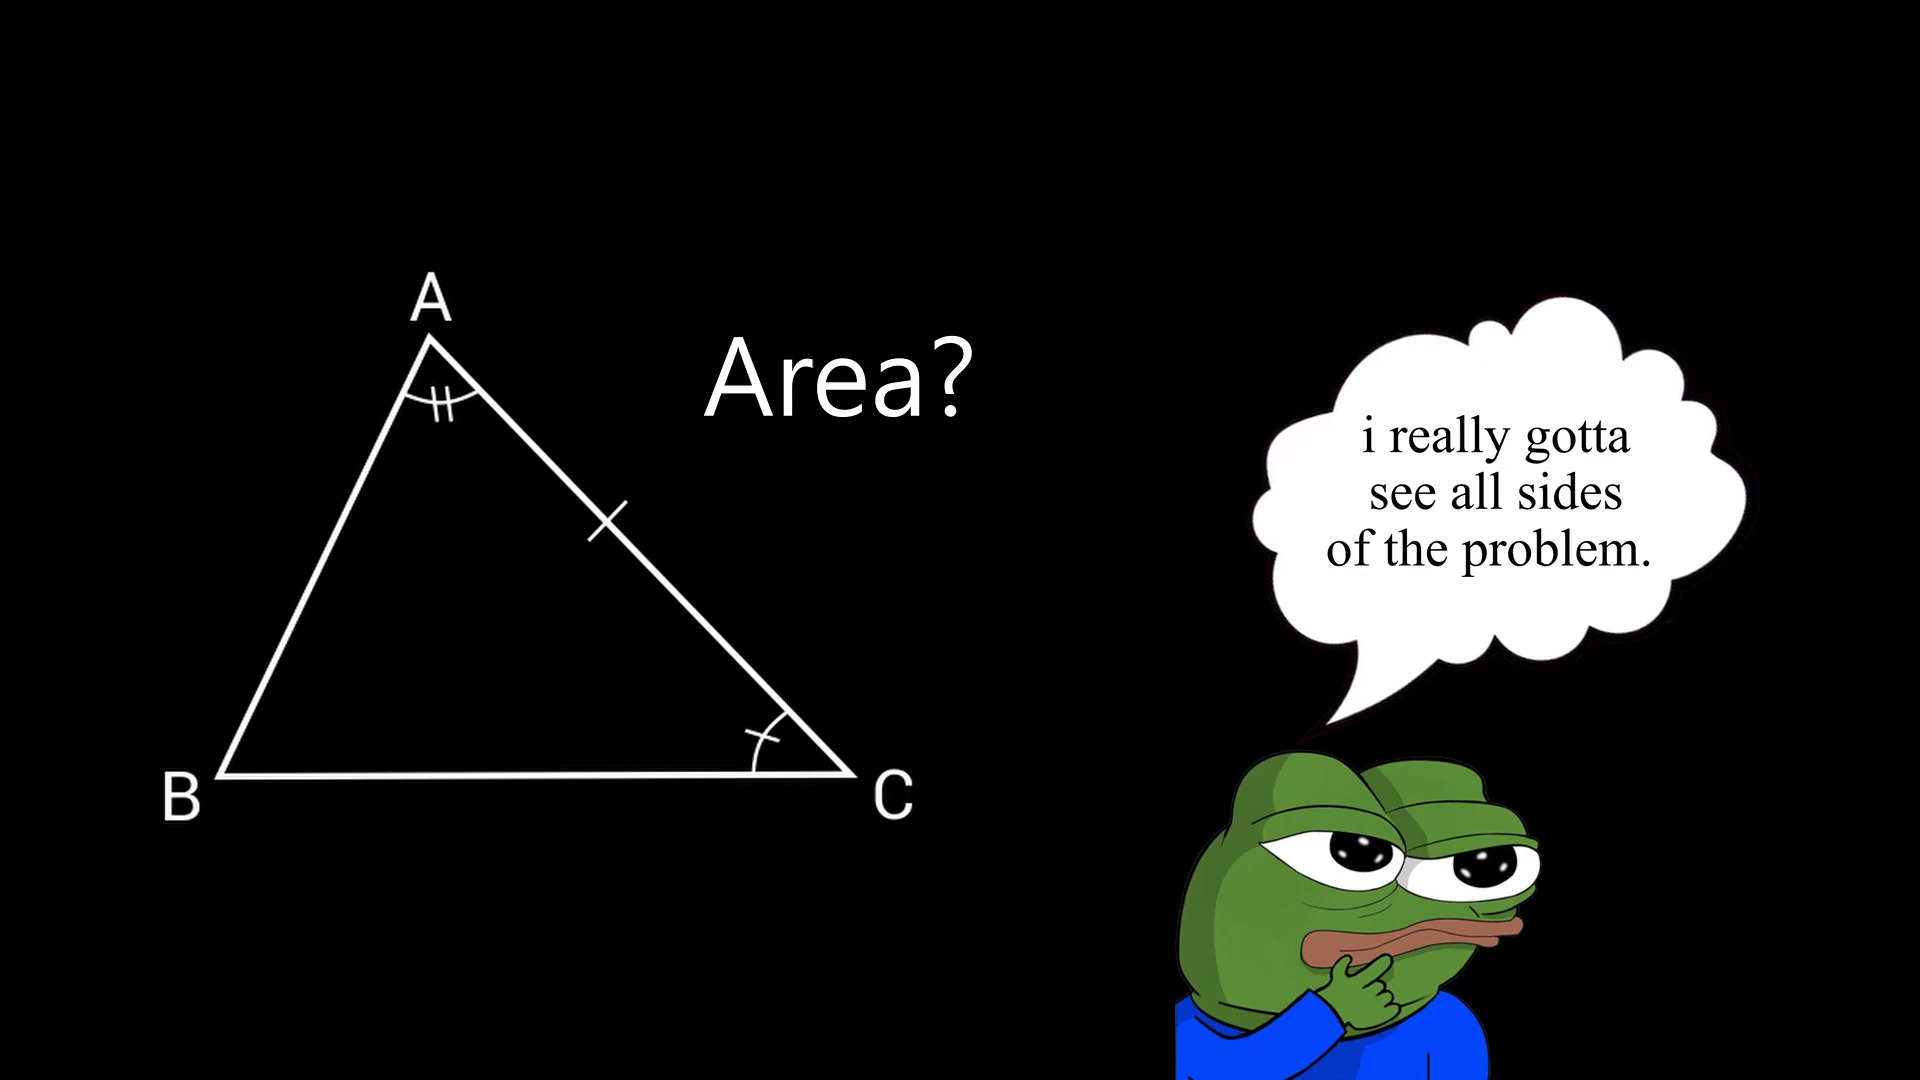 A
Area?
B
C
i really gotta
see all sides
of the problem.